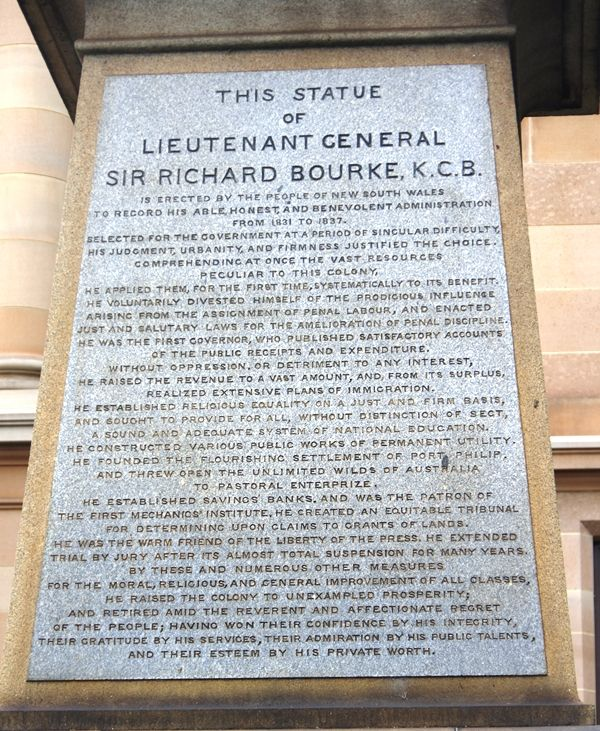 THIS STATUE
OF
LIEUTENANT GENERAL
SIR RICHARD BOURKE, K.C.B.
IS ERECTED BY THE PEOPLE OF NEW SOUTH WALES
TO RECORD HIS ABLE, HONEST, AND BENEVOLENT ADMINISTRATION
FROM 1831 TO 1837.
SELECTED FOR THE GOVERNMENT AT A PERIOD OF SINGULAR DIFFICULTY,
HIS JUDGMENT, URBANITY, AND FIRMNESS JUSTIFIED THE CHOICE.
COMPREHENDING AT ONCE THE VAST RESOURCES
PECULIAR TO THIS COLONY,
HE APPLIED THEM, FOR THE FIRST TIME, SYSTEMATICALLY TO ITS BENEFIT.
HE VOLUNTARILY DIVESTED HIMSELF OF THE PRODIGIOUS INFLUENCE
ARISING FROM THE ASSIGNMENT OF PENAL LABOUR, AND ENACTED
JUST AND SALUTARY LAWS FOR THE AMELIORATION OF PENAL DISCIPLINE.
HE WAS THE FIRST GOVERNOR, WHO PUBLISHED SATISFACTORY ACCOUNTS
OF THE PUBLIC RECEIPTS AND EXPENDITURE.
WITHOUT OPPRESSION, OR DETRIMENT TO ANY INTEREST,
HE RAISED THE REVENUE TO A VAST AMOUNT, AND, FROM ITS SURPLUS,
REALIZED EXTENSIVE PLANS OF IMMIGRATION.
HE ESTABLISHED RELIGIOUS EQUALITY ON A JUST AND FIRM BASIS,
AND SOUGHT TO PROVIDE FOR ALL, WITHOUT DISTINCTION OF SECT,
A SOUND AND ADEQUATE SYSTEM OF NATIONAL EDUCATION.
HE CONSTRUCTED VARIOUS PUBLIC WORKS OF PERMANENT UTILITY.
HE FOUNDED THE FLOURISHING SETTLEMENT OF PORT PHILIP,
AND THREW OPEN THE UNLIMITED WILDS OF AUSTRALIA
TO PASTORAL ENTERPRIZE.
HE ESTABLISHED SAVINGS' BANKS, AND WAS THE PATRON OF
THE FIRST MECHANICS' INSTITUTE. HE CREATED AN EQUITABLE TRIBUNAL
FOR DETERMINING UPON CLAIMS TO GRANTS OF LANDS.
HE WAS THE WARM FRIEND OF THE LIBERTY OF THE PRESS. HE EXTENDED
TRIAL BY JURY AFTER ITS ALMOST TOTAL SUSPENSION FOR MANY YEARS.
BY THESE AND NUMEROUS OTHER MEASURES
FOR THE MORAL, RELIGIOUS, AND GENERAL IMPROVEMENT OF ALL CLASSES,
HE RAISED THE COLONY TO UNEXAMPLED PROSPERITY;
AND RETIRED AMID THE REVERENT AND AFFECTIONATE REGRET
OF THE PEOPLE; HAVING WON THEIR CONFIDENCE BY HIS INTEGRITY,
THEIR GRATITUDE BY HIS SERVICES, THEIR ADMIRATION BY HIS PUBLIC TALENTS,
AND THEIR ESTEEM BY HIS PRIVATE WORTH.